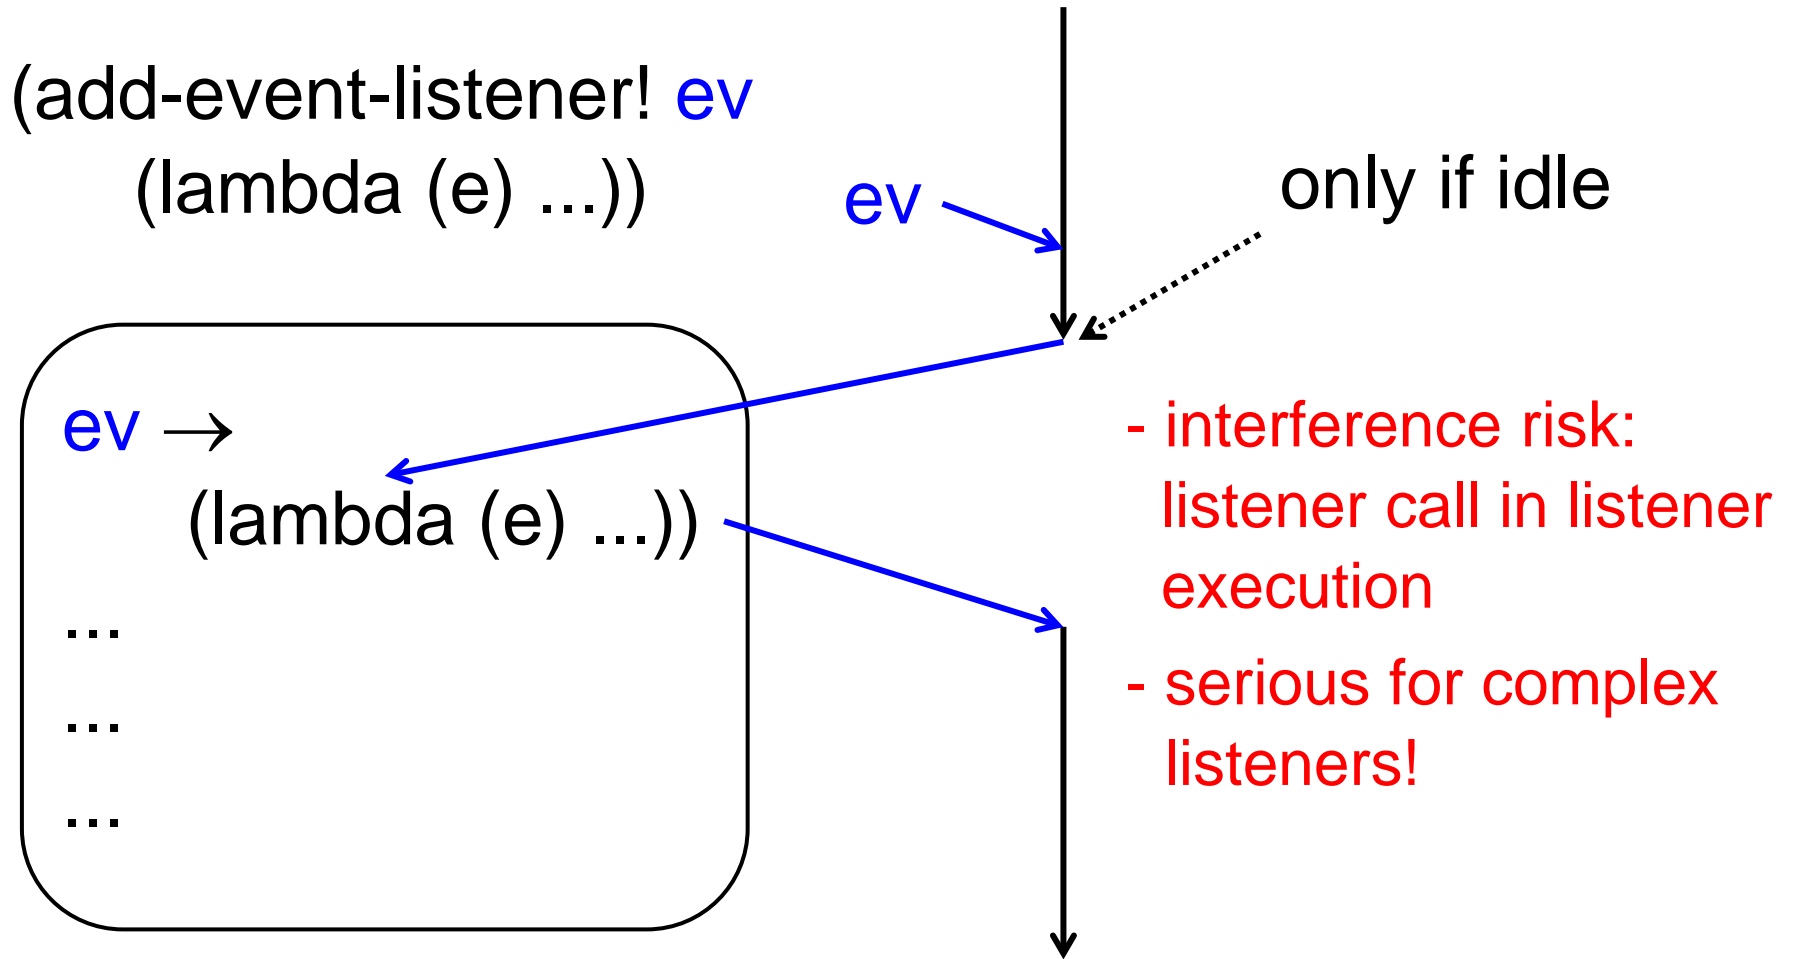 (add-event-listener! ev
(lambda (e) ...))
ev
only if idle
ev →
(lambda (e) ...))
...
...
...
- interference risk:
listener call in listener
execution
- serious for complex
listeners!